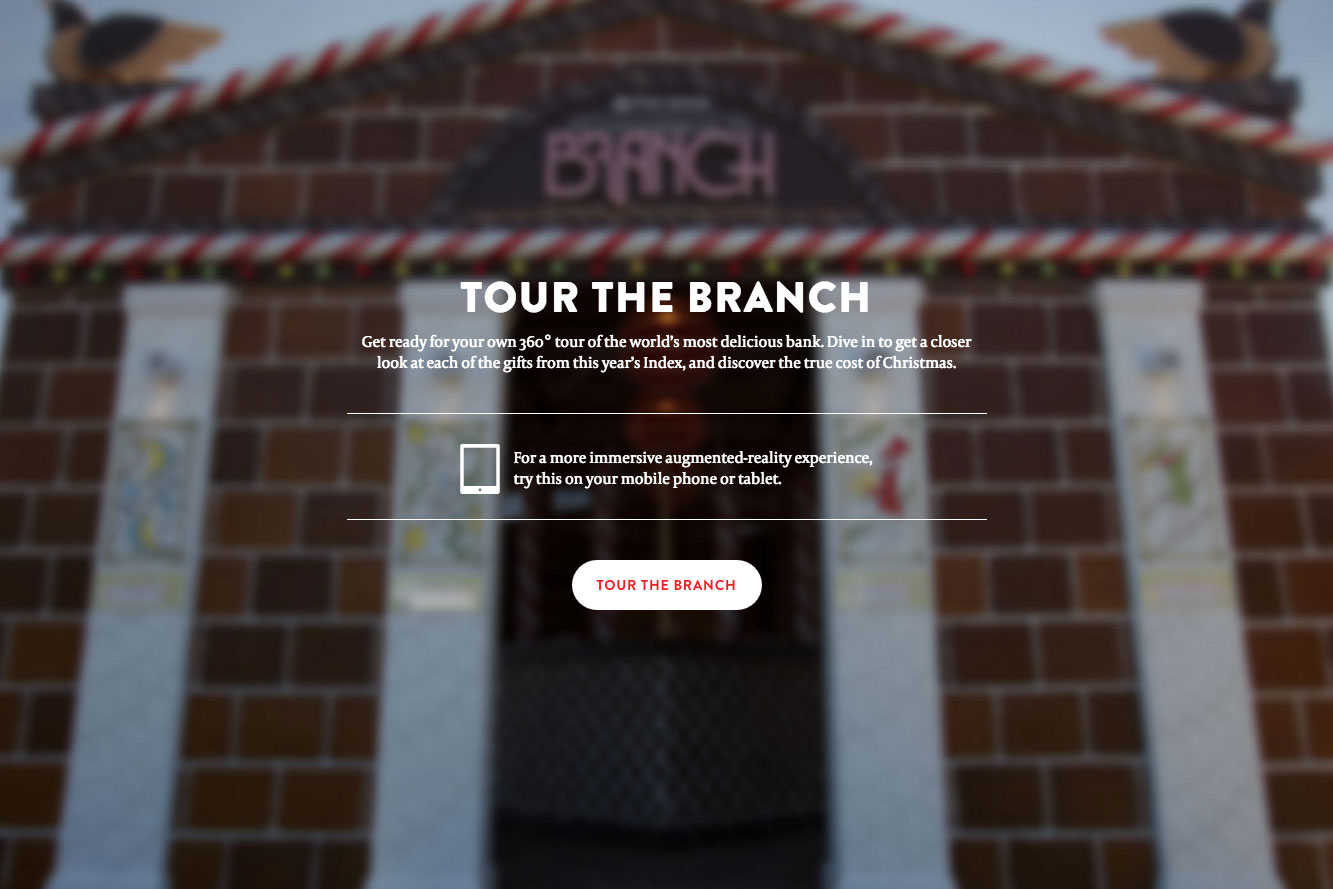 BRANCH
TOUR THE BRANCH
Get ready for your own 360° tour of the world's most delicious bank. Dive in to get a closer
look at each of the gifts from this year's Index, and discover the true cost of Christmas.
For a more immersive augmented-reality experience,
try this on your mobile phone or tablet.
TOUR THE BRANCH